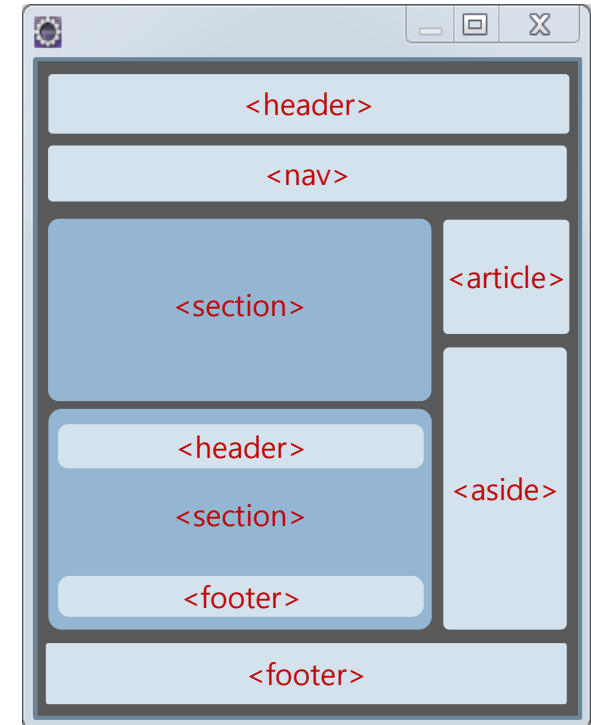 <header>
<nav>
<section>
<article>
<header>
<section>
<aside>
<footer>
<footer>